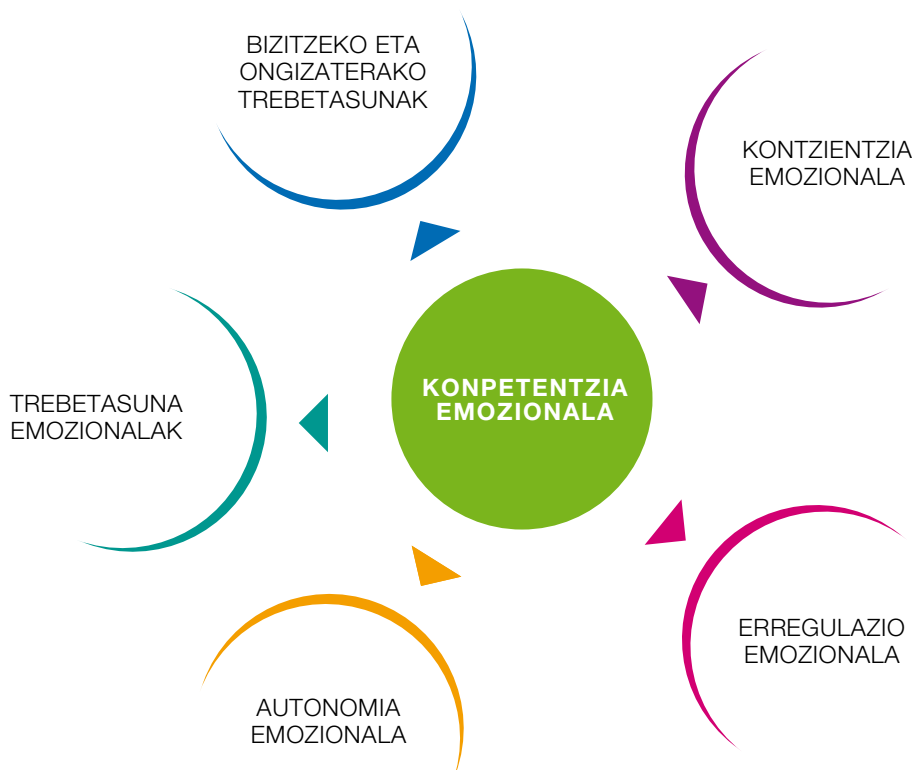 BIZITZEKO ETA
ONGIZATERAKO
TREBETASUNAK
KONTZIENTZIA
EMOZIONALA
KONPETENTZIA
EMOZIONALA
TREBETASUNA
EMOZIONALAK
ERREGULAZIO
EMOZIONALA
AUTONOMIA
EMOZIONALA